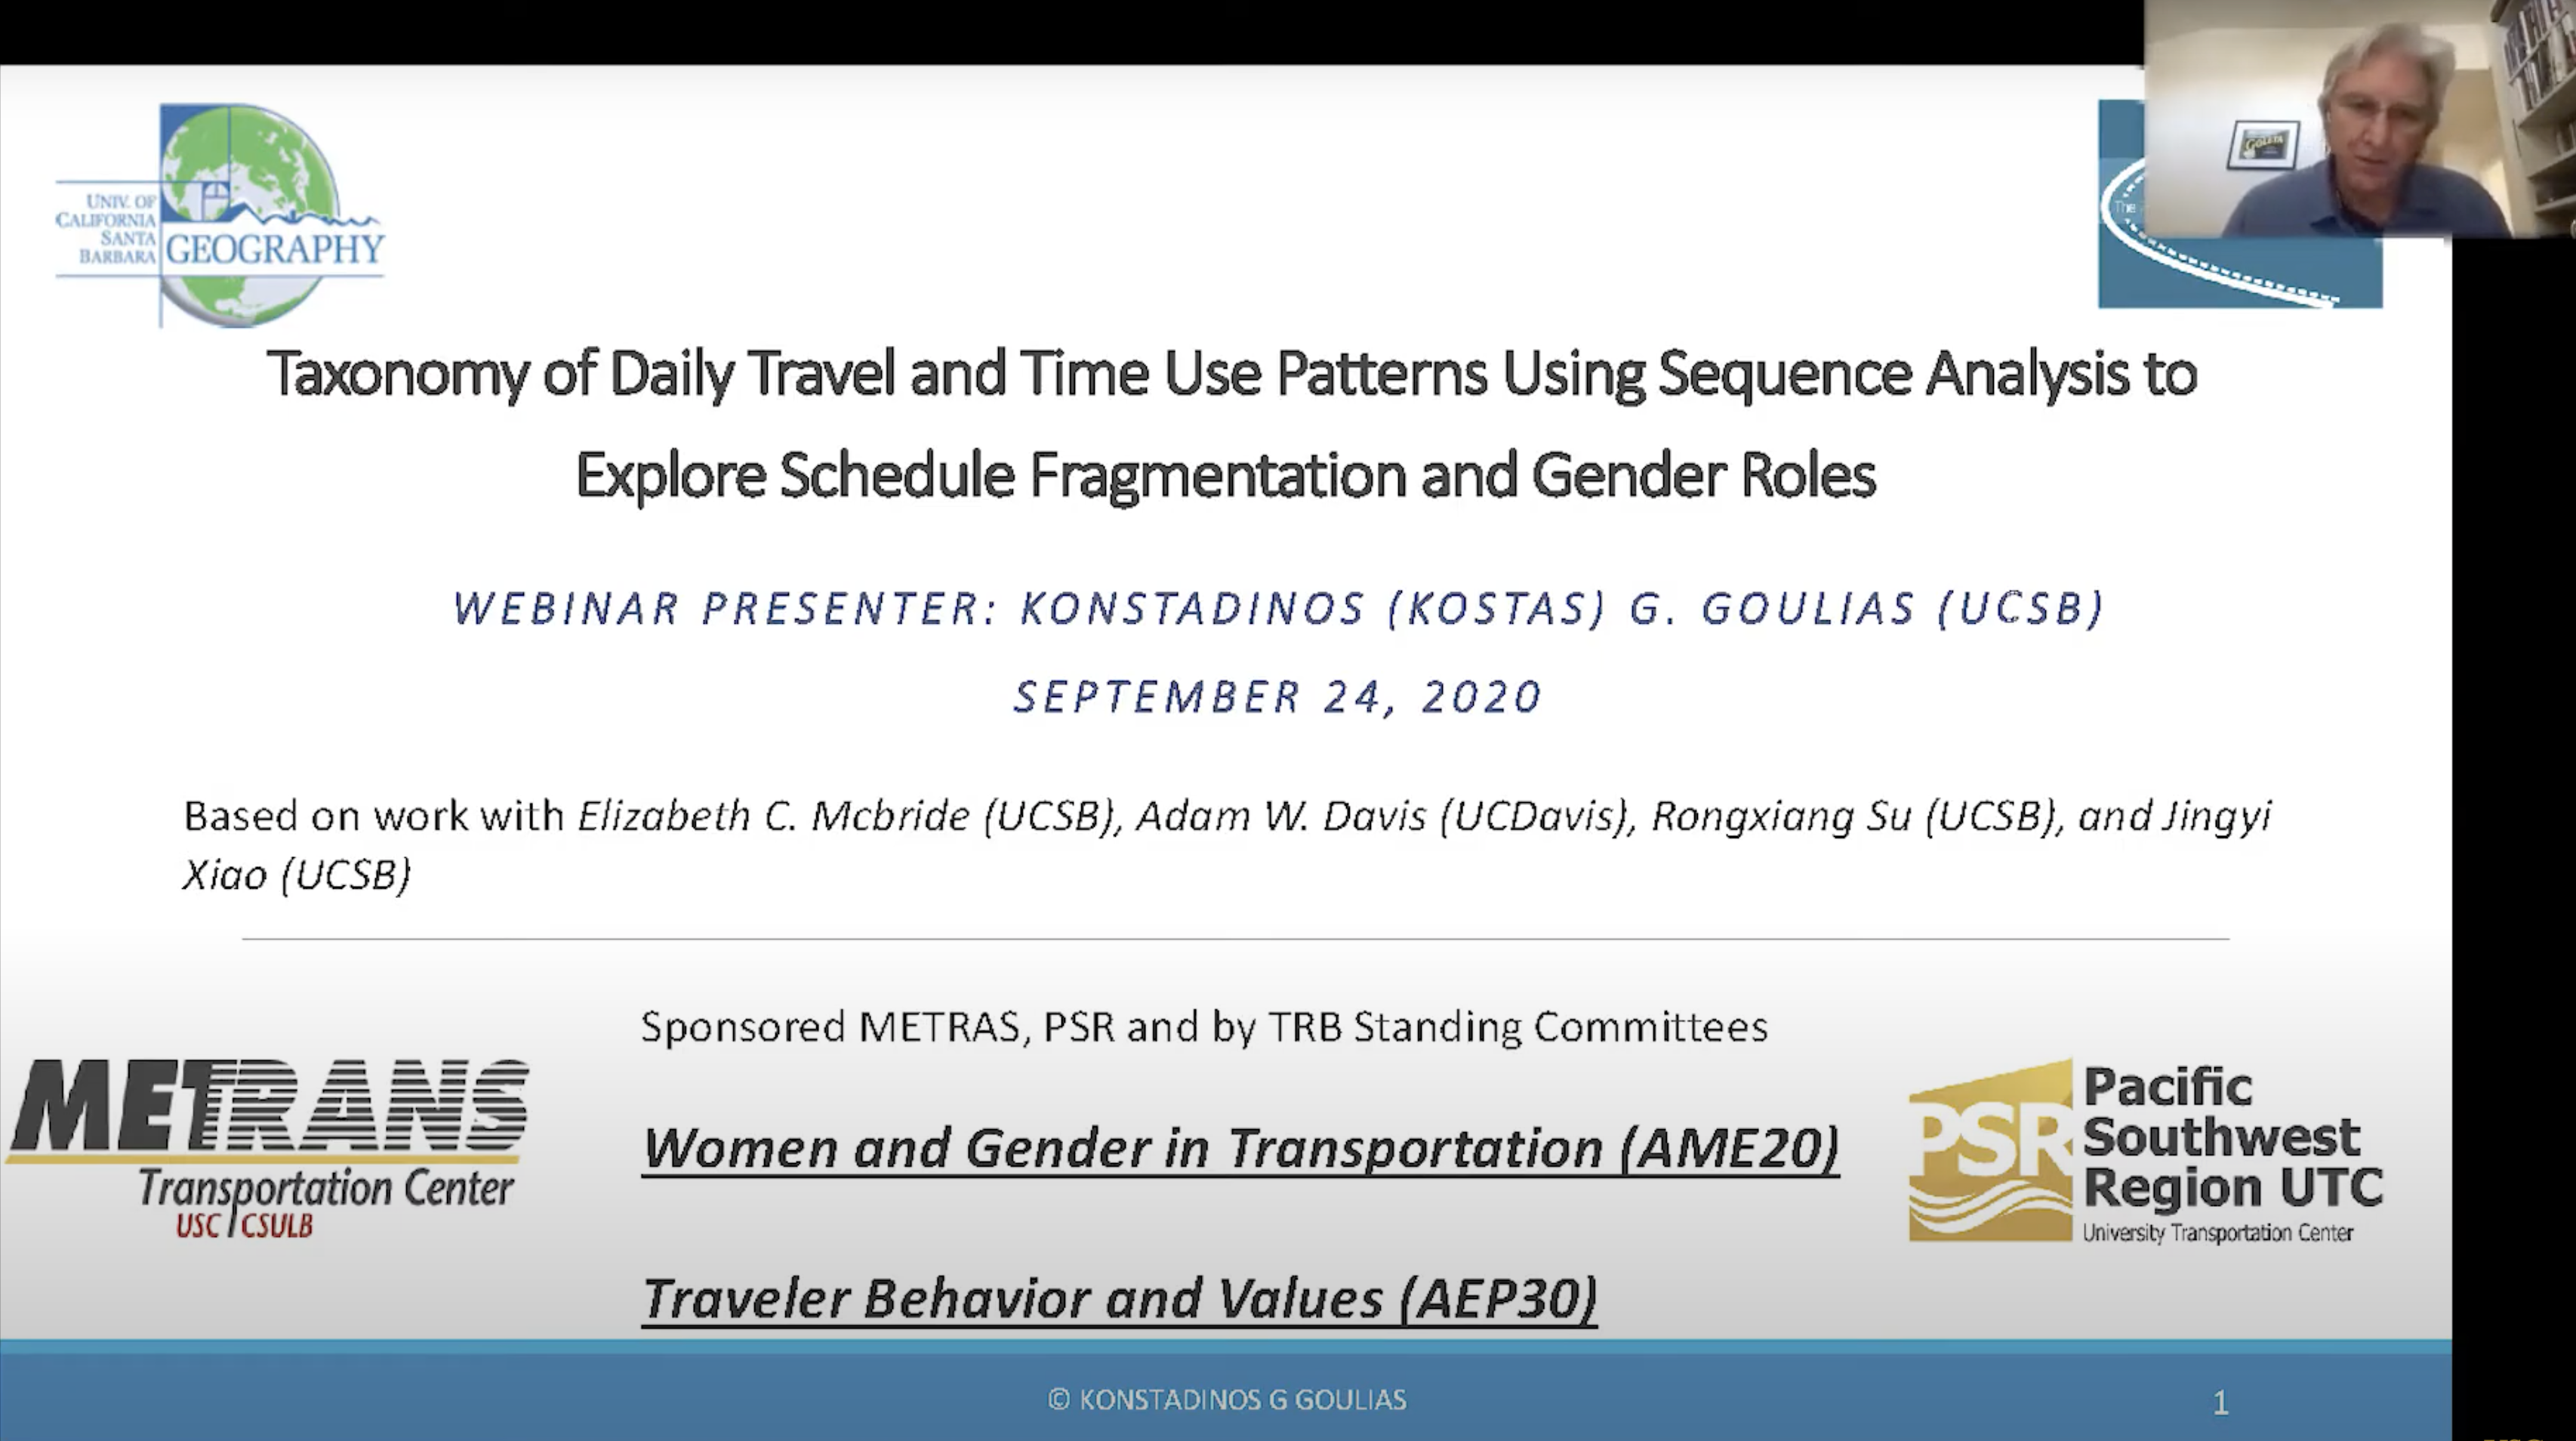 UNIV. OF
CALIFORNIA
SANTA
BARBARA
GEOGRAPHY
GOLETA
The
Taxonomy of Daily Travel and Time Use Patterns Using Sequence Analysis to
Explore Schedule Fragmentation and Gender Roles
WEBINAR PRESENTER: KONSTADINOS (KOSTAS) G. GOULIAS (UCSB)
SEPTEMBER 24, 2020
Based on work with Elizabeth C. Mcbride (UCSB), Adam W. Davis (UCDavis), Rongxiang Su (UCSB), and Jingyi
Xiao (UCSB)
Sponsored METRAS, PSR and by TRB Standing Committees
METRANS
Transportation Center
USC CSULB
Women and Gender in Transportation (AME20)
PSR
Pacific
Southwest
Region UTC
University Transportation Center
Traveler Behavior and Values (AEP30)
© KONSTADINOS G GOULIAS
1